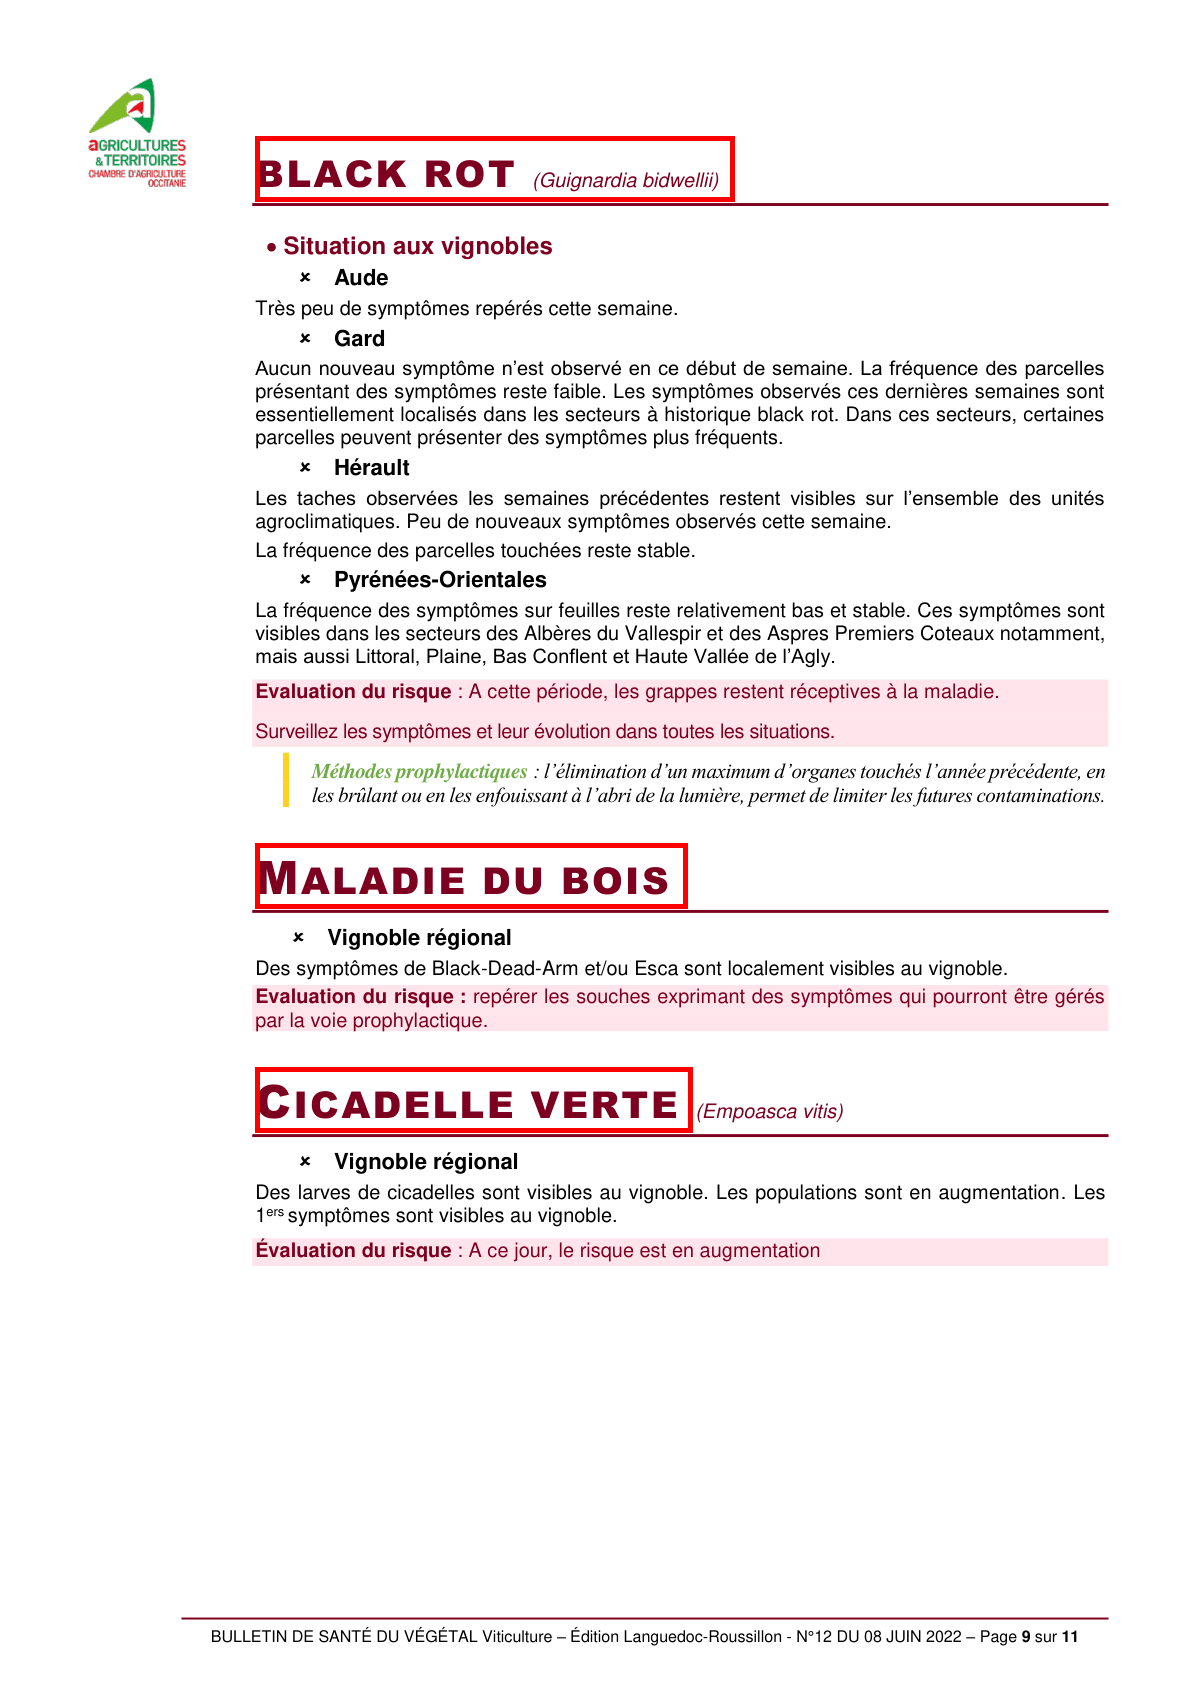 aGRICULTURES
& TERRITOIRES
CHAMBRE D'AGRICULTURE
OCCITANIE
BLACK ROT (Guignardia bidwellii)
• Situation aux vignobles
× Aude
Très peu de symptômes repérés cette semaine.
× Gard
Aucun nouveau symptôme n’est observé en ce début de semaine. La fréquence des parcelles
présentant des symptômes reste faible. Les symptômes observés ces dernières semaines sont
essentiellement localisés dans les secteurs à historique black rot. Dans ces secteurs, certaines
parcelles peuvent présenter des symptômes plus fréquents.
× Hérault
Les taches observées les semaines précédentes restent visibles sur l’ensemble des unités
agroclimatiques. Peu de nouveaux symptômes observés cette semaine.
La fréquence des parcelles touchées reste stable.
× Pyrénées-Orientales
La fréquence des symptômes sur feuilles reste relativement bas et stable. Ces symptômes sont
visibles dans les secteurs des Albères du Vallespir et des Aspres Premiers Coteaux notamment,
mais aussi Littoral, Plaine, Bas Conflent et Haute Vallée de l’Agly.
Evaluation du risque : A cette période, les grappes restent réceptives à la maladie.
Surveillez les symptômes et leur évolution dans toutes les situations.
Méthodes prophylactiques : l’élimination d’un maximum d’organes touchés l’année précédente, en
les brûlant ou en les enfouissant à l’abri de la lumière, permet de limiter les futures contaminations.
MALADIE DU BOIS
× Vignoble régional
Des symptômes de Black-Dead-Arm et/ou Esca sont localement visibles au vignoble.
Evaluation du risque : repérer les souches exprimant des symptômes qui pourront être gérés
par la voie prophylactique.
CICADELLE VERTE (Empoasca vitis)
× Vignoble régional
Des larves de cicadelles sont visibles au vignoble. Les populations sont en augmentation. Les
1ers symptômes sont visibles au vignoble.
Évaluation du risque : A ce jour, le risque est en augmentation
BULLETIN DE SANTÉ DU VÉGÉTAL Viticulture – Édition Languedoc-Roussillon - N°12 DU 08 JUIN 2022 – Page 9 sur 11